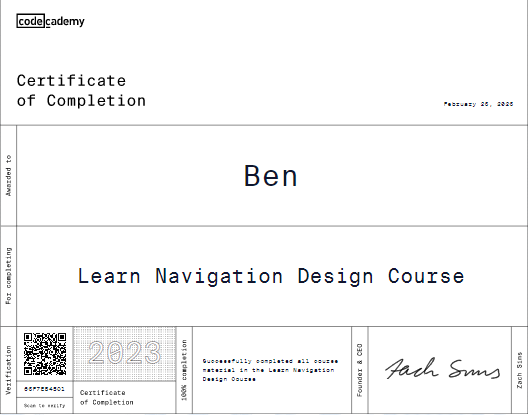 codecademy
Certificate
of Completion
February 25, 2025
Awarded to
Ben
For completing
Learn Navigation Design Course
Verification
Scan to verify
2023
Certificate
of Completion
100% completion
Successfully completed all course
material in the Learn Navigation
Design Course
Founder & CEO
Zach Sims
Zach Sims